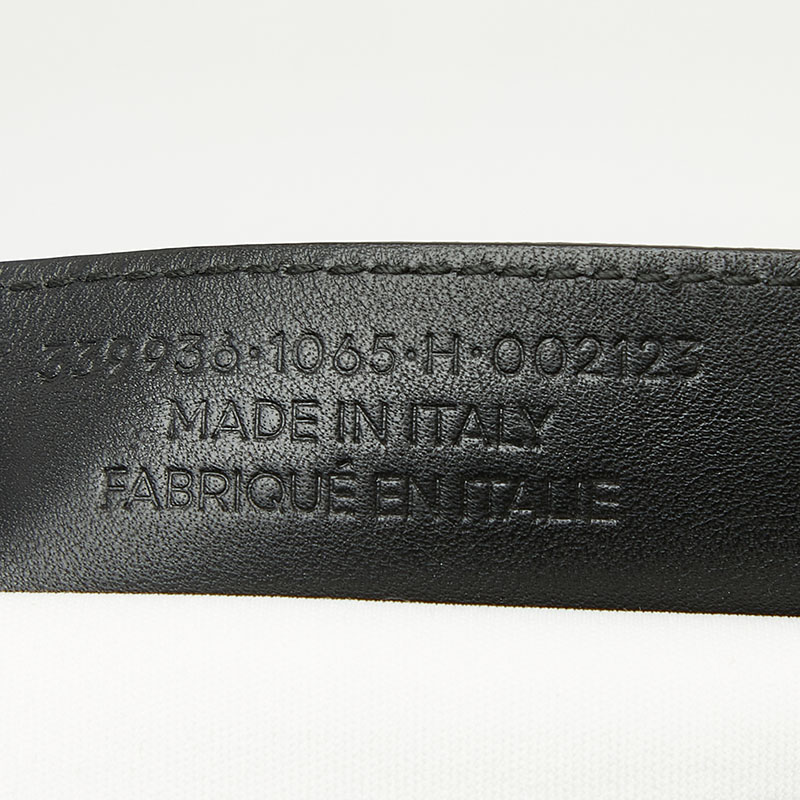 339936·1065·H·002123
MADE IN ITALY
FABRIQUÉ EN ITALIE